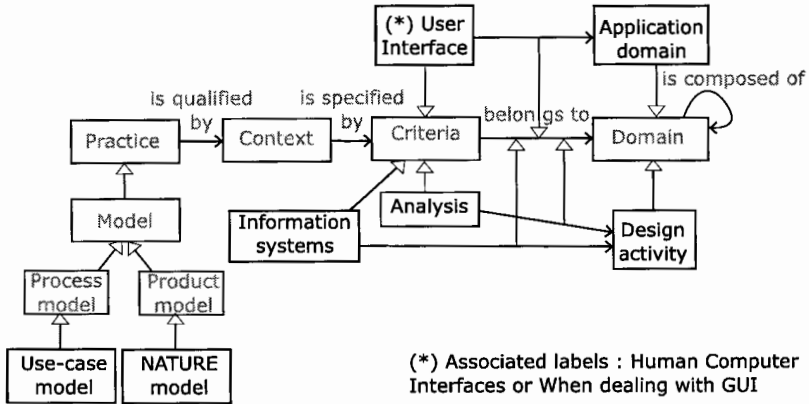 (*) User
Interface
Application
domain
is composed of
is qualified
by
is specified
by
belongs to
Practice
Context
Criteria
Domain
Model
Information
systems
Analysis
Design
activity
Process
model
Product
model
Use-case
model
NATURE
model
(*) Associated labels : Human Computer
Interfaces or When dealing with GUI